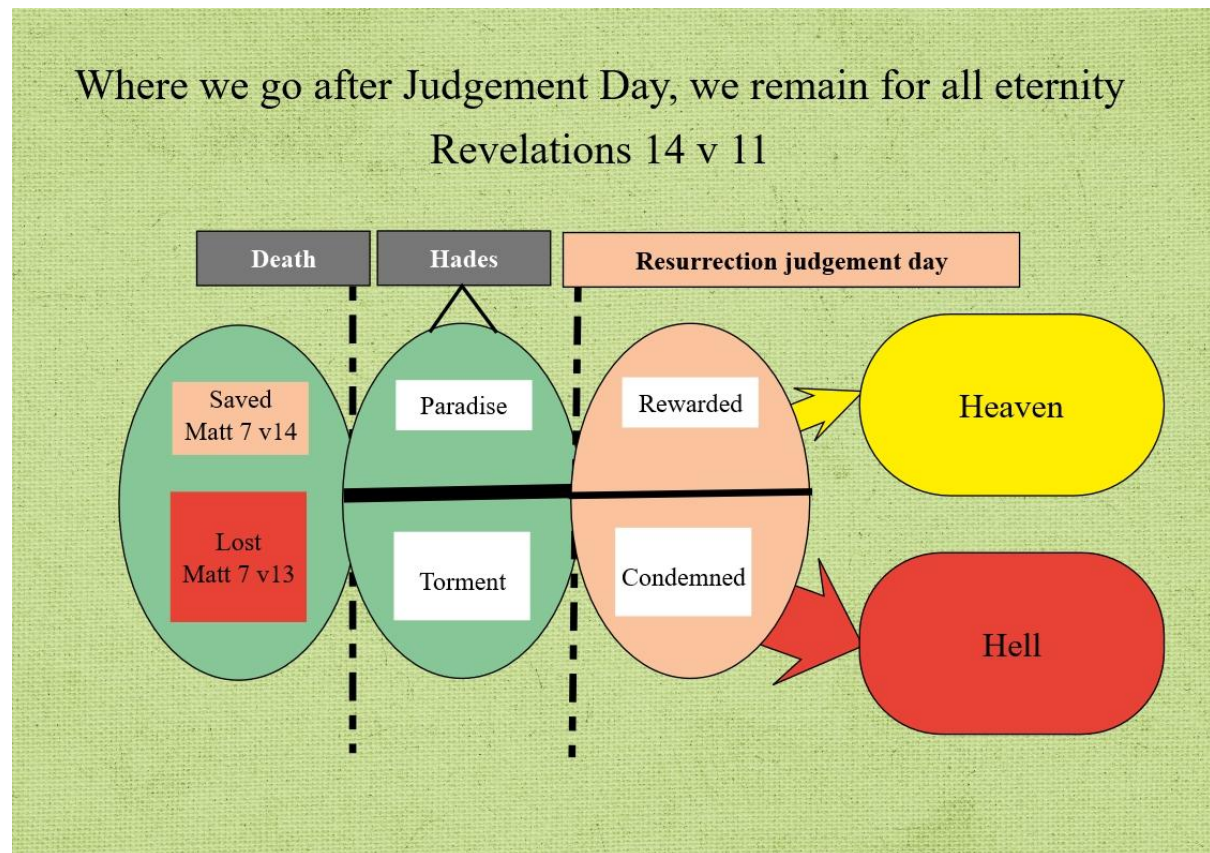 Where we go after Judgement Day, we remain for all eternity
Revelations 14 v 11
Death
Hades
Resurrection judgement day
Saved
Matt 7 v14
Paradise
Rewarded
Heaven
Lost
Matt 7 v13
Torment
Condemned
Hell